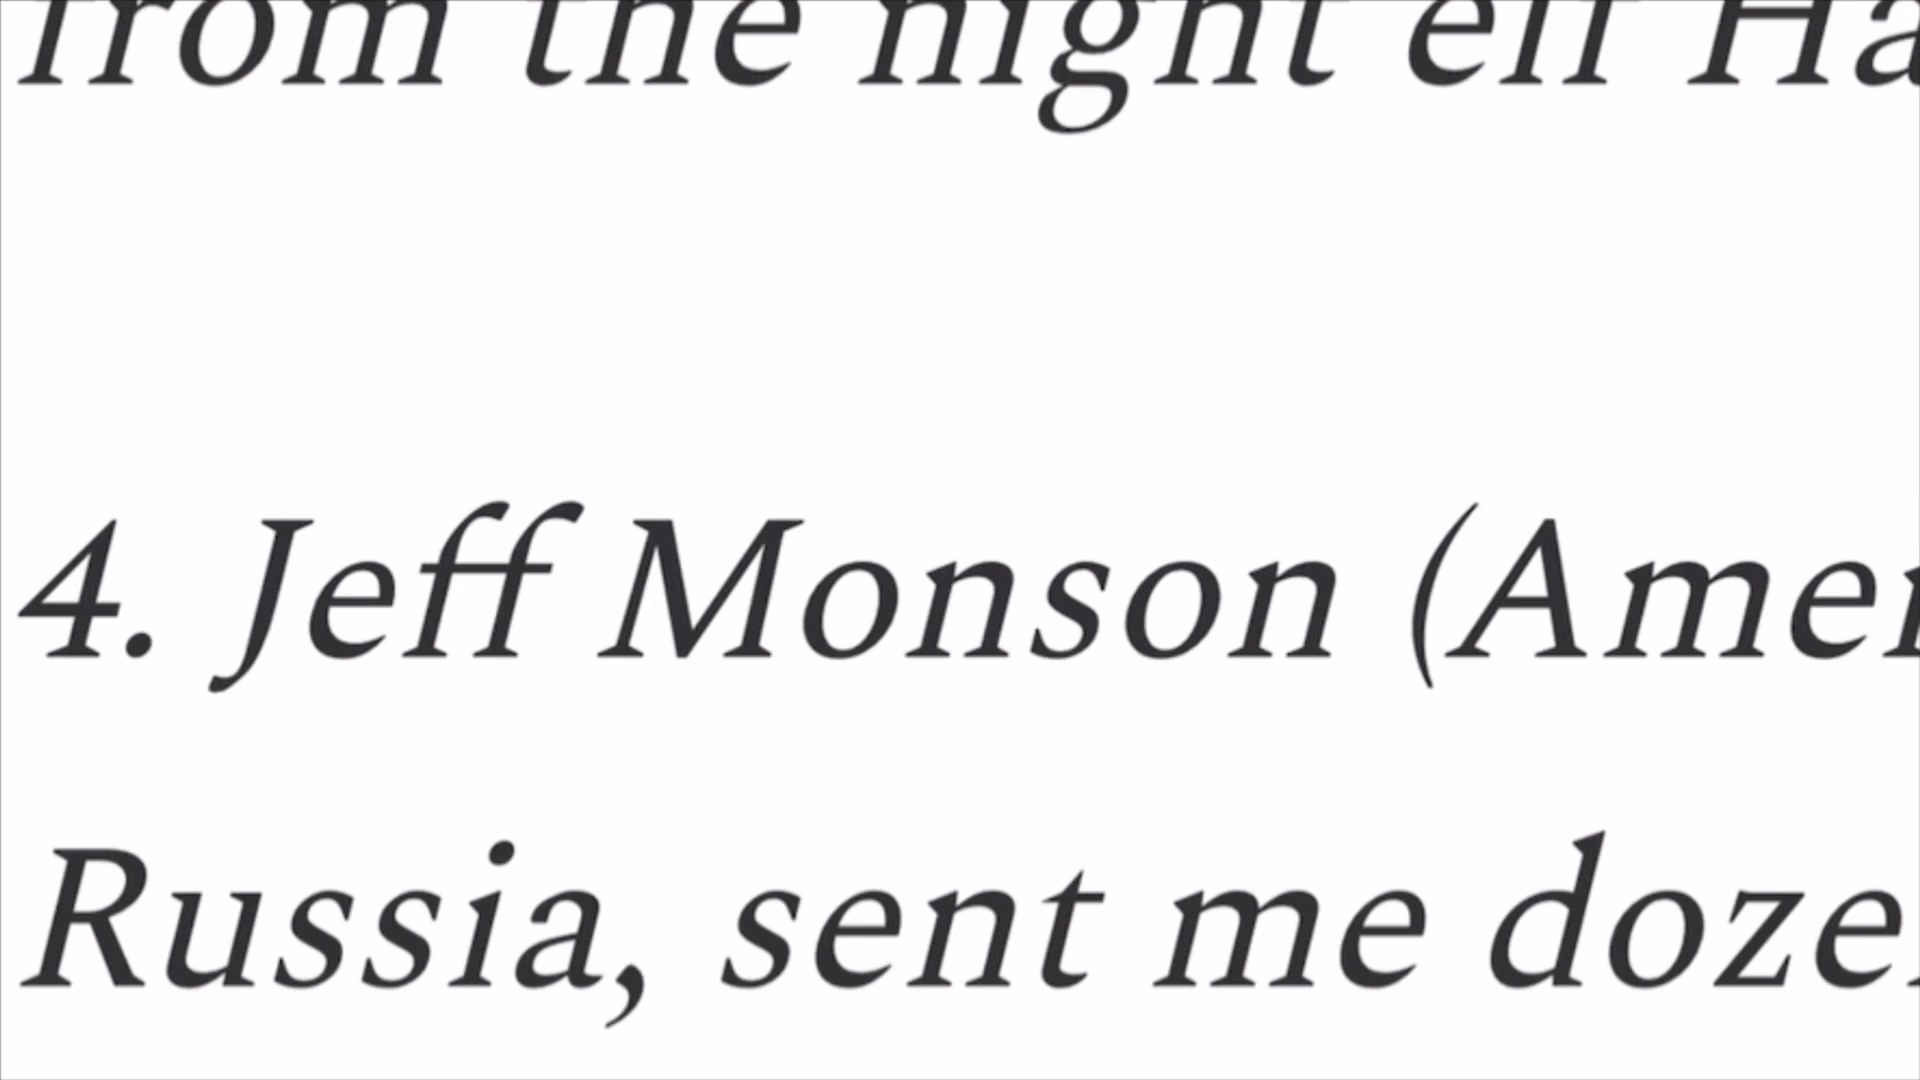 from the night elf Ha
4. Jeff Monson (Amer
Russia, sent me doze